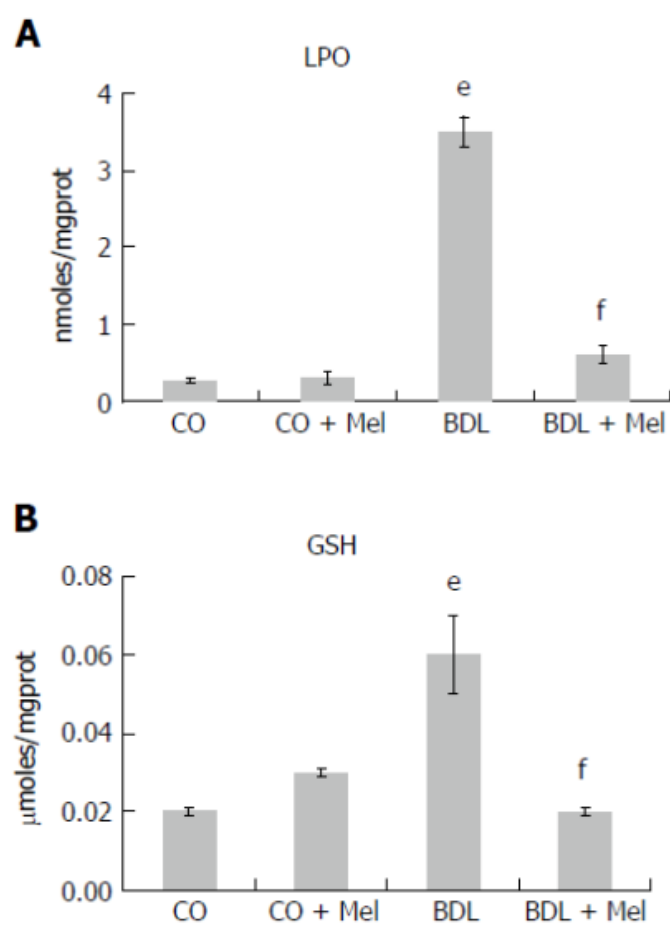 A
LPO
nmoles/mgprot
4
3
2
1
0
e
f
CO CO + Mel BDL BDL + Mel
B
GSH
μmoles/mgprot
0.08
0.06
0.04
0.02
0.00
e
f
CO CO + Mel BDL BDL + Mel